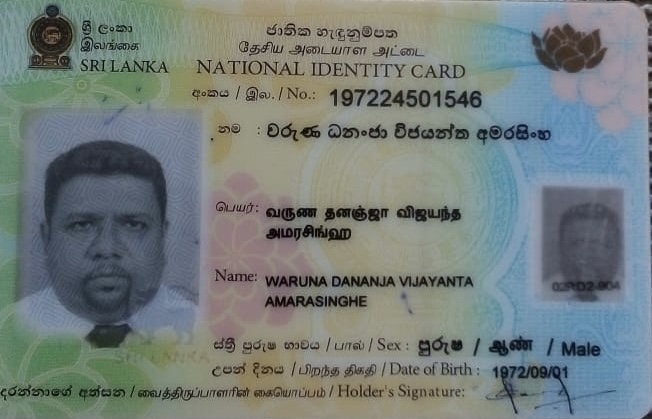 ශ්‍රී ලංකා
இலங்கை
SRI LANKA
ජාතික හැඳුනුම්පත
தேசிய அடையாள அட்டை
NATIONAL IDENTITY CARD
අංකය / இல. / No.: 197224501546
නම : වරුණ ධනංජා විජයන්ත අමරසිංහ
பெயர்: வருண தனஞ்ஜா விஜயந்த
அமரசிங்ஹ
Name: WARUNA DANANJA VIJAYANTA
AMARASINGHE
ස්ත්‍රී පුරුෂ භාවය / பால் / Sex : පුරුෂ / ஆண் / Male
උපන් දිනය / பிறந்த திகதி / Date of Birth : 1972/09/01
දරන්නාගේ අත්සන / வைத்திருப்பாளரின் கையொப்பம் / Holder's Signature:
SRI LANKA